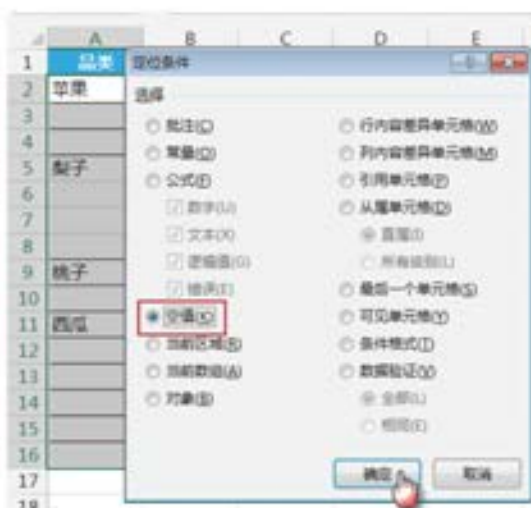 A B C D E
1 品类 定位条件
2 苹果 选择
3 批注(C) 行内容差异单元格(W)
4 常量(O) 列内容差异单元格(M)
5 梨子 公式(F) 引用单元格(P)
6 数字(U) 从属单元格(D)
7 文本(X) 直属(I)
8 逻辑值(G) 所有级别(L)
9 桃子 错误(E) 最后一个单元格(S)
10 空值(K) 可见单元格(Y)
11 西瓜 当前区域(R) 条件格式(T)
12 当前数组(A) 数据验证(V)
13 对象(B) 全部(L)
14 相同(E)
15
16 确定 取消
17
18